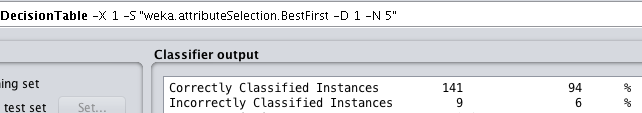 DecisionTable -X 1 -S "weka.attributeSelection.BestFirst -D 1 -N 5"
Classifier output
ning set
test set Set...
Correctly Classified Instances 141 94 %
Incorrectly Classified Instances 9 6 %